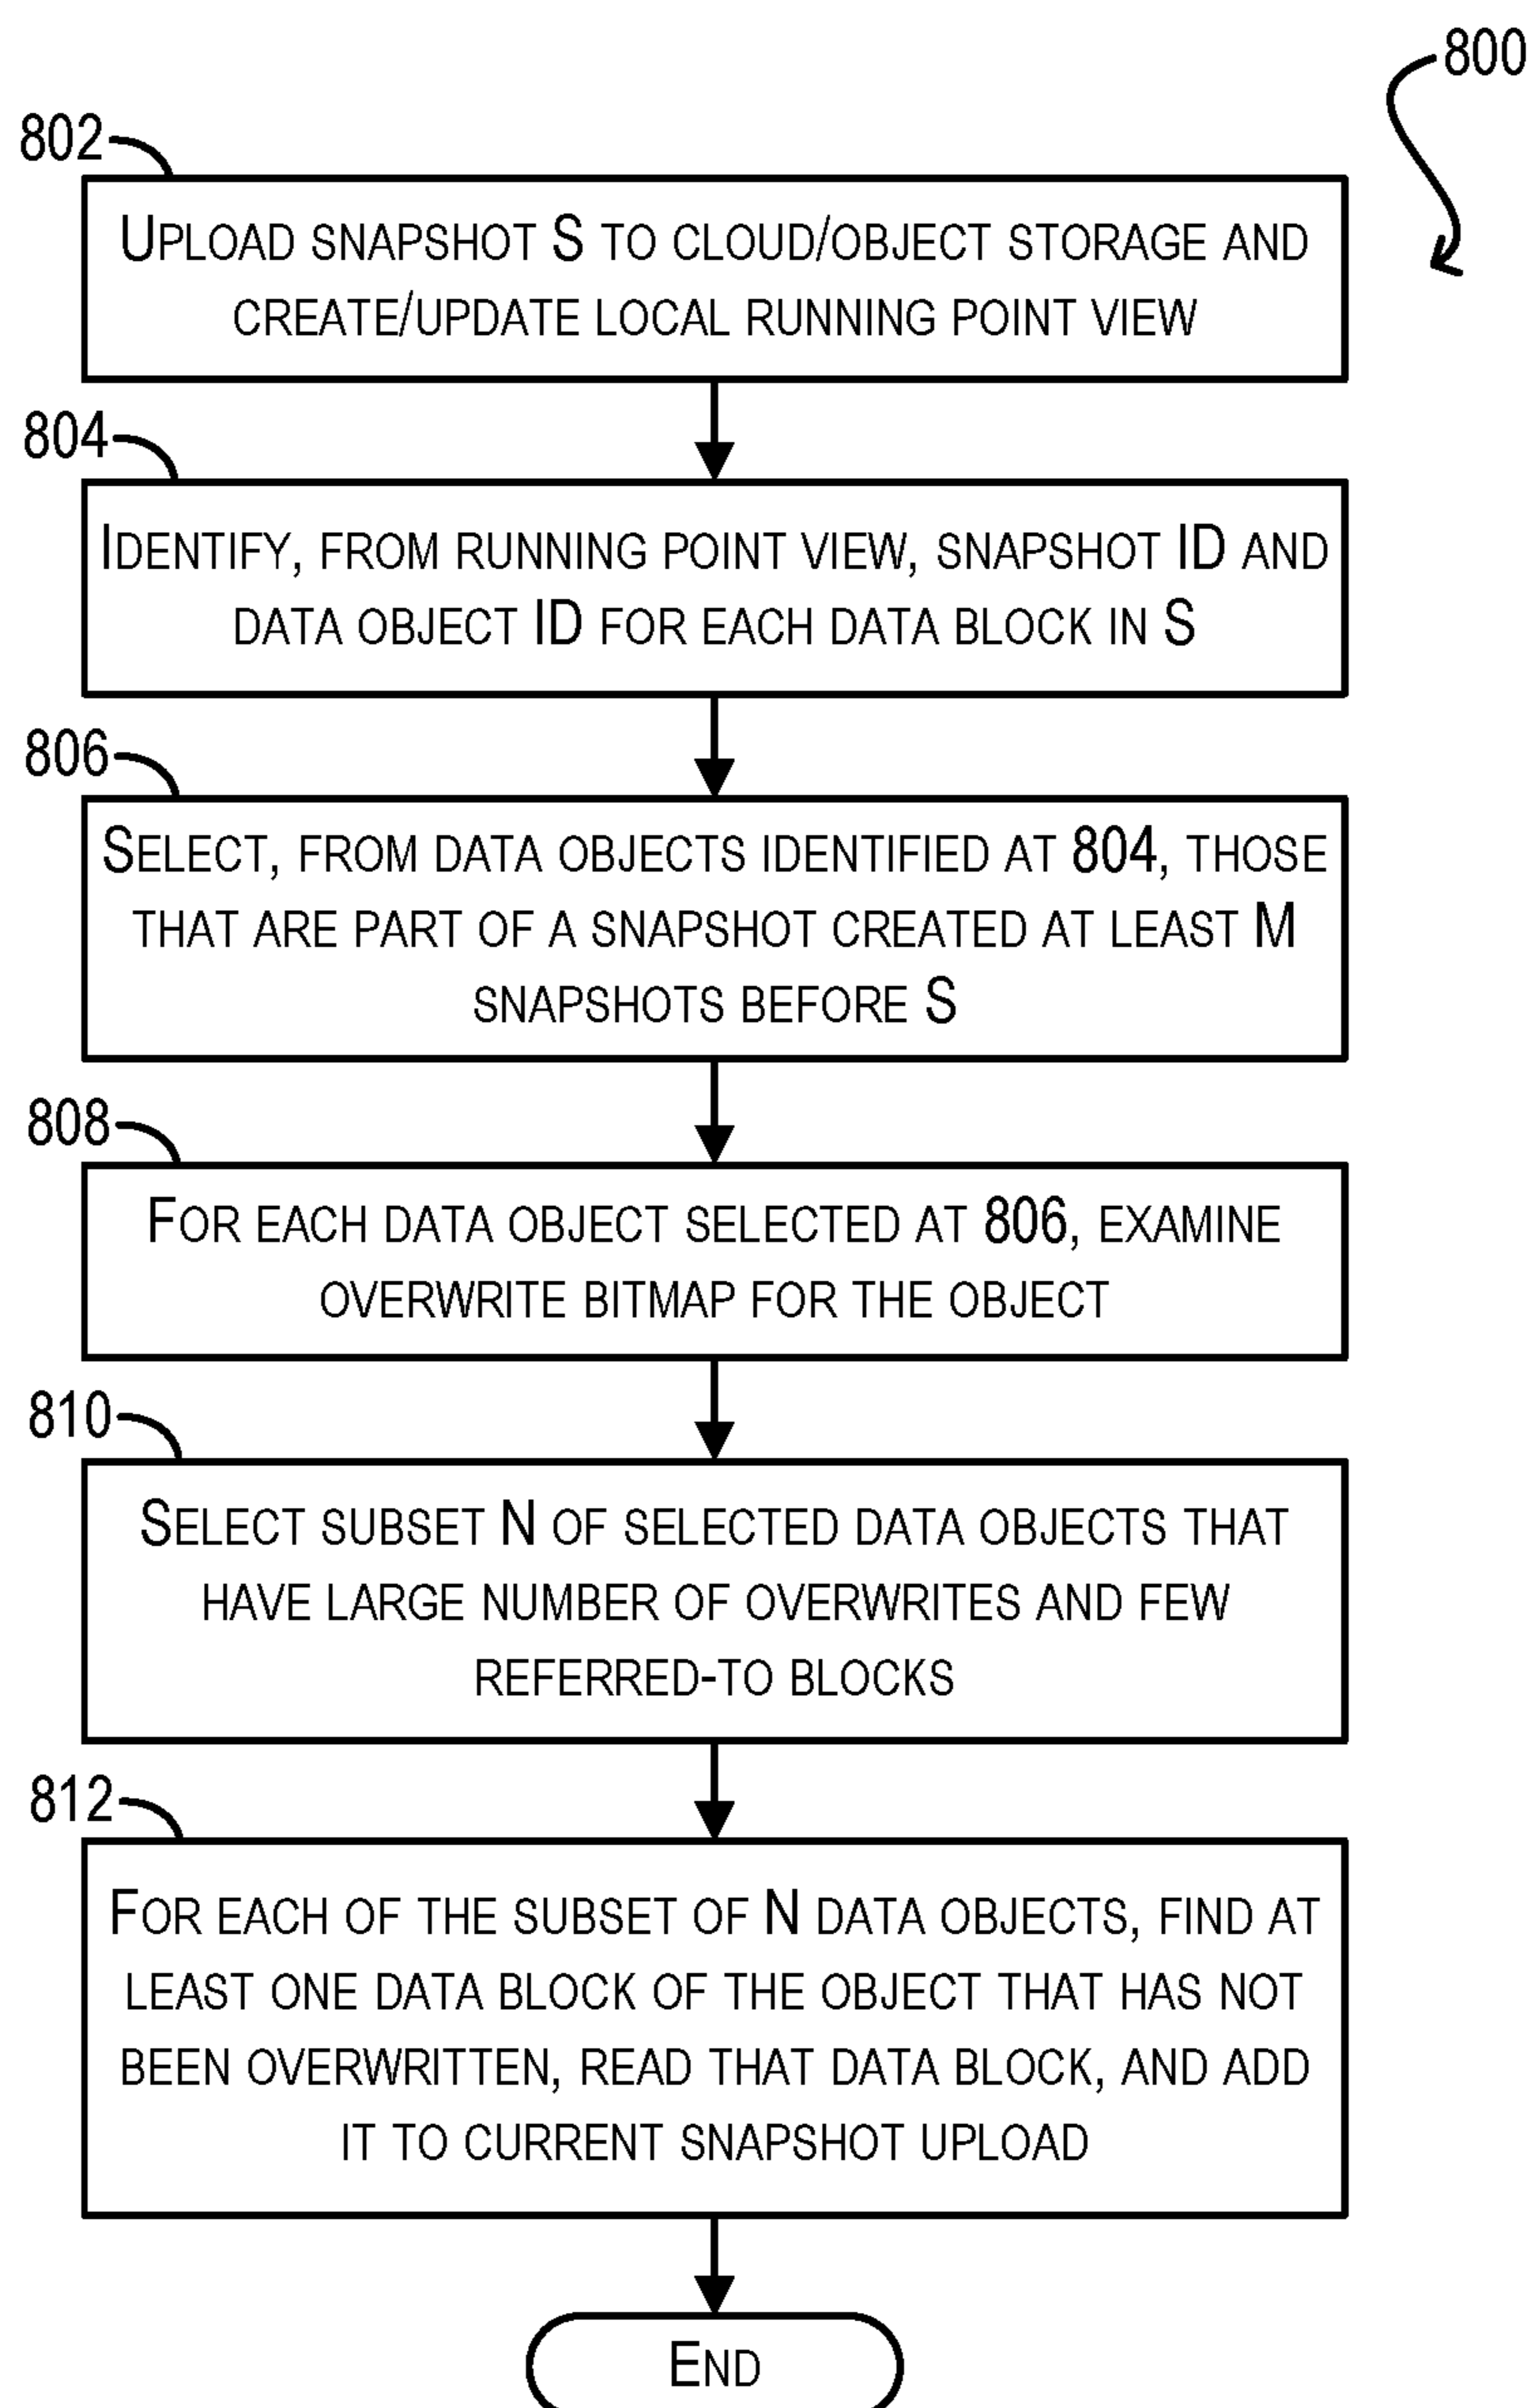 800
802
Upload snapshot S to cloud/object storage and
create/update local running point view
804
Identify, from running point view, snapshot ID and
data object ID for each data block in S
806
Select, from data objects identified at 804, those
that are part of a snapshot created at least M
snapshots before S
808
For each data object selected at 806, examine
overwrite bitmap for the object
810
Select subset N of selected data objects that
have large number of overwrites and few
referred-to blocks
812
For each of the subset of N data objects, find at
least one data block of the object that has not
been overwritten, read that data block, and add
it to current snapshot upload
End